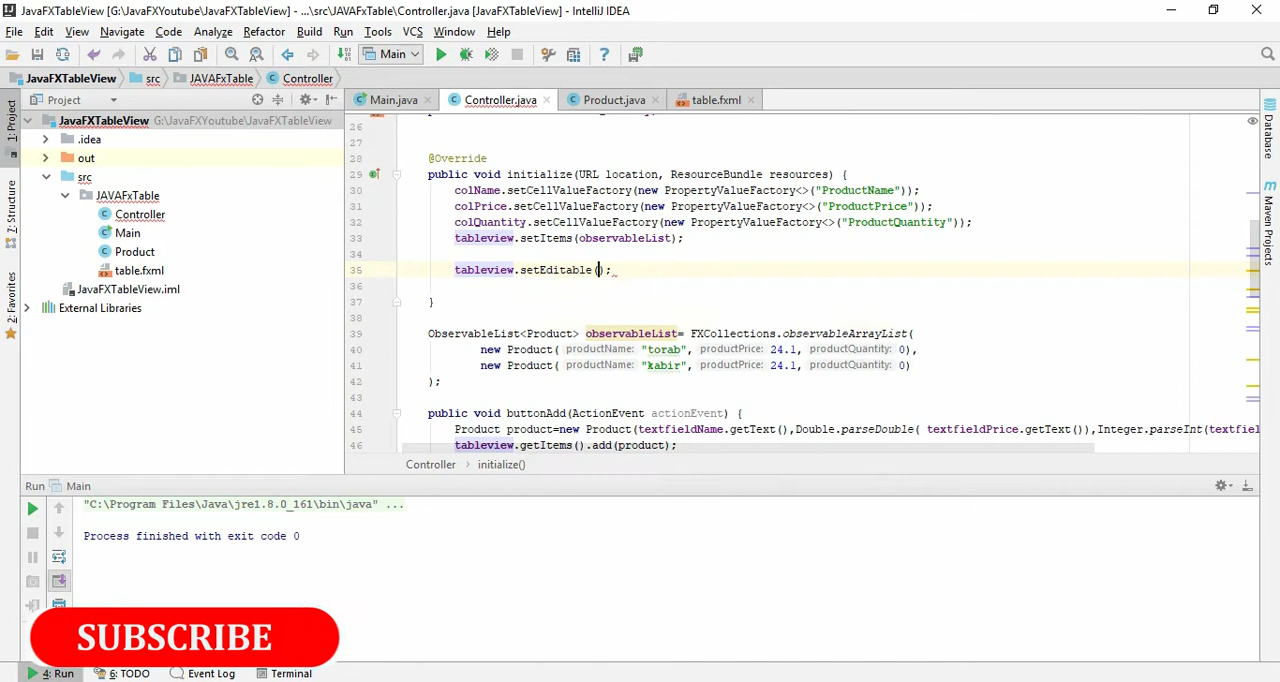 JavaFXTableView [G:\JavaFXYoutube\JavaFXTableView] - ...\src\JAVAFxTable\Controller.java [JavaFXTableView] - IntelliJ IDEA
File Edit View Navigate Code Analyze Refactor Build Run Tools VCS Window Help
Main
JavaFXTableView src JAVAFxTable Controller
Project
Main.java Controller.java Product.java table.fxml
1: Project
Z: Structure
2: Favorites
Database
Maven Projects
JavaFXTableView G:\JavaFXYoutube\JavaFXTableView
.idea
out
src
JAVAFxTable
Controller
Main
Product
table.fxml
JavaFXTableView.iml
External Libraries
26
27
28 @Override
29 public void initialize(URL location, ResourceBundle resources) {
30 colName.setCellValueFactory(new PropertyValueFactory<>("ProductName"));
31 colPrice.setCellValueFactory(new PropertyValueFactory<>("ProductPrice"));
32 colQuantity.setCellValueFactory(new PropertyValueFactory<>("ProductQuantity"));
33 tableview.setItems(observableList);
34
35 tableview.setEditable();
36
37 }
38
39 ObservableList<Product> observableList= FXCollections.observableArrayList(
40 new Product( productName: "torab", productPrice: 24.1, productQuantity: 0),
41 new Product( productName: "kabir", productPrice: 24.1, productQuantity: 0)
42 );
43
44 public void buttonAdd(ActionEvent actionEvent) {
45 Product product=new Product(textfieldName.getText(),Double.parseDouble( textfieldPrice.getText()),Integer.parseInt(textfiel
46 tableview.getItems().add(product);
Controller › initialize()
Run Main
"C:\Program Files\Java\jre1.8.0_161\bin\java" ...
Process finished with exit code 0
SUBSCRIBE
4: Run 6: TODO Event Log Terminal